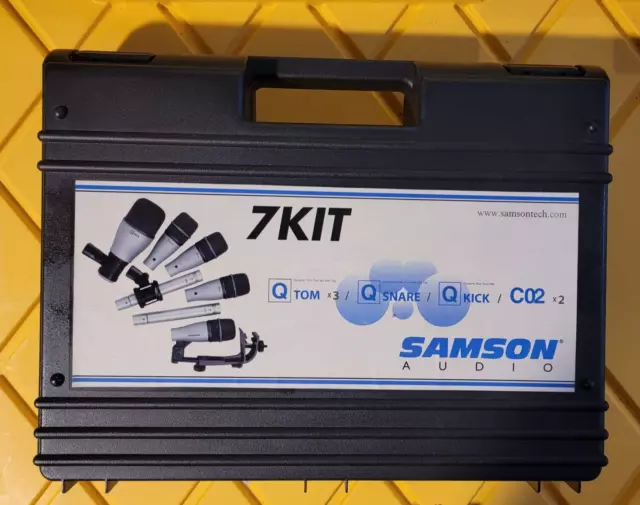 7KIT
www.samsontech.com
Q TOM x3 / Q SNARE / Q KICK / C02 x2
SAMSON®
AUDIO